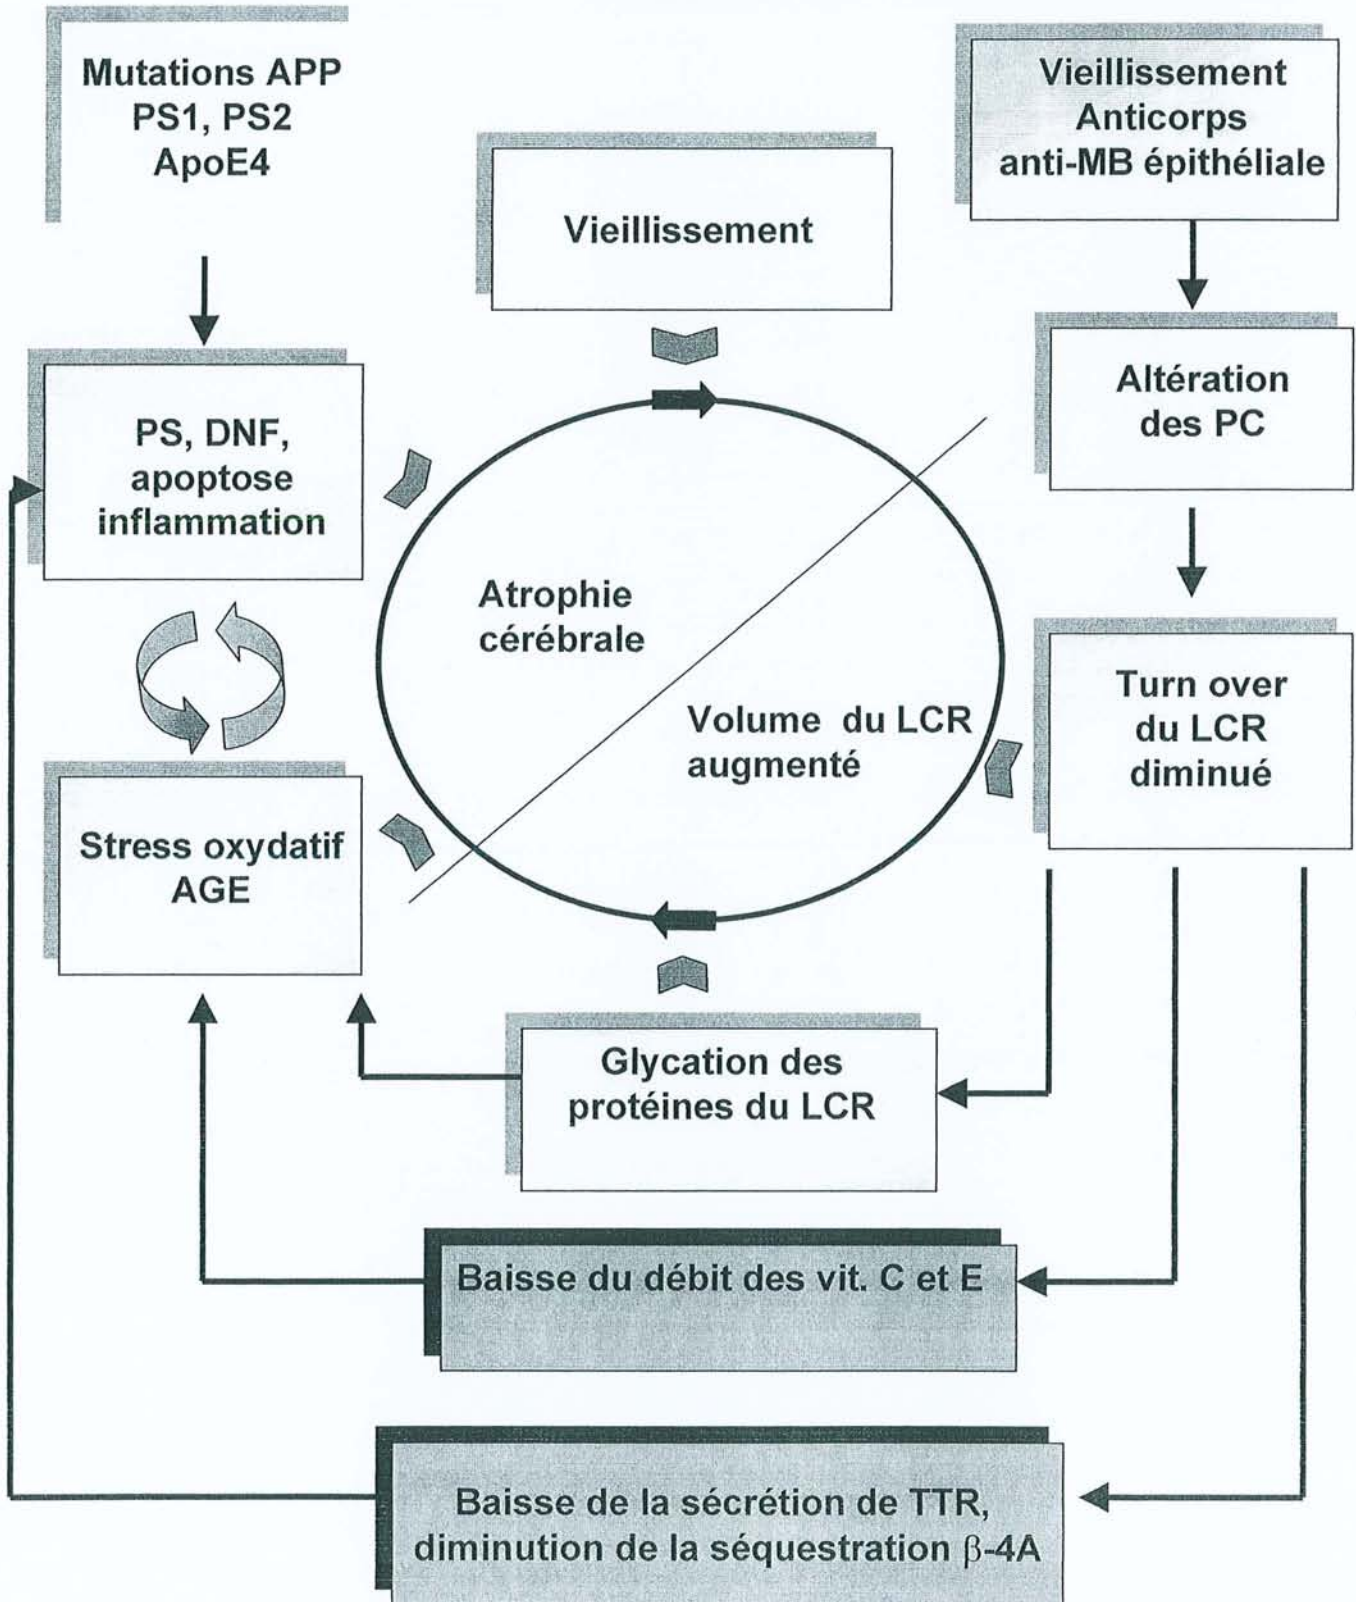 Mutations APP
PS1, PS2
ApoE4
Vieillissement
Anticorps
anti-MB épithéliale
Vieillissement
Altération
des PC
PS, DNF,
apoptose
inflammation
Atrophie
cérébrale
Volume du LCR
augmenté
Turn over
du LCR
diminué
Stress oxydatif
AGE
Glycation des
protéines du LCR
Baisse du débit des vit. C et E
Baisse de la sécrétion de TTR,
diminution de la séquestration β-4A